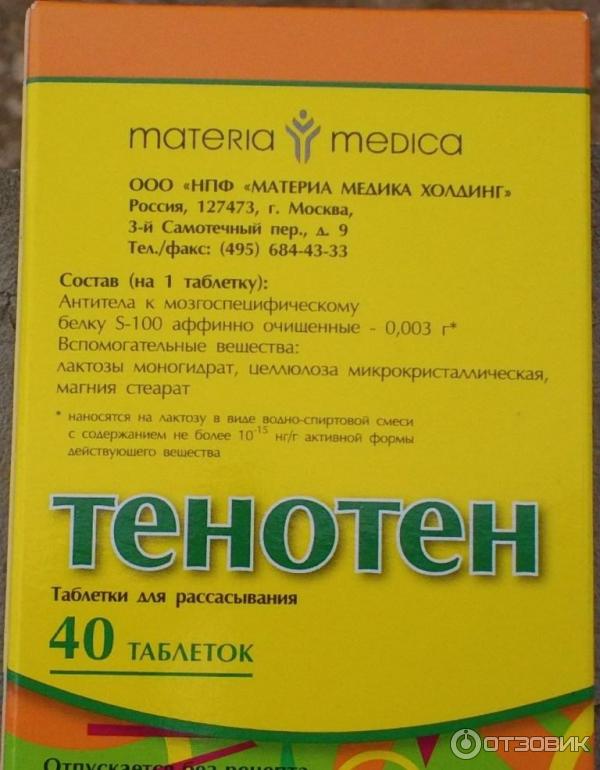 materia medica
ООО «НПФ «МАТЕРИА МЕДИКА ХОЛДИНГ»
Россия, 127473, г. Москва,
3-й Самотечный пер., д. 9
Тел./факс: (495) 684-43-33
Состав (на 1 таблетку):
Антитела к мозгоспецифическому
белку S-100 аффинно очищенные - 0,003 г*
Вспомогательные вещества:
лактозы моногидрат, целлюлоза микрокристаллическая,
магния стеарат
* наносятся на лактозу в виде водно-спиртовой смеси
с содержанием не более 10⁻¹⁵ нг/г активной формы
действующего вещества
ТЕНОТЕН
Таблетки для рассасывания
40 ТАБЛЕТОК
Отпускается без рецепта
ОТЗОВИК